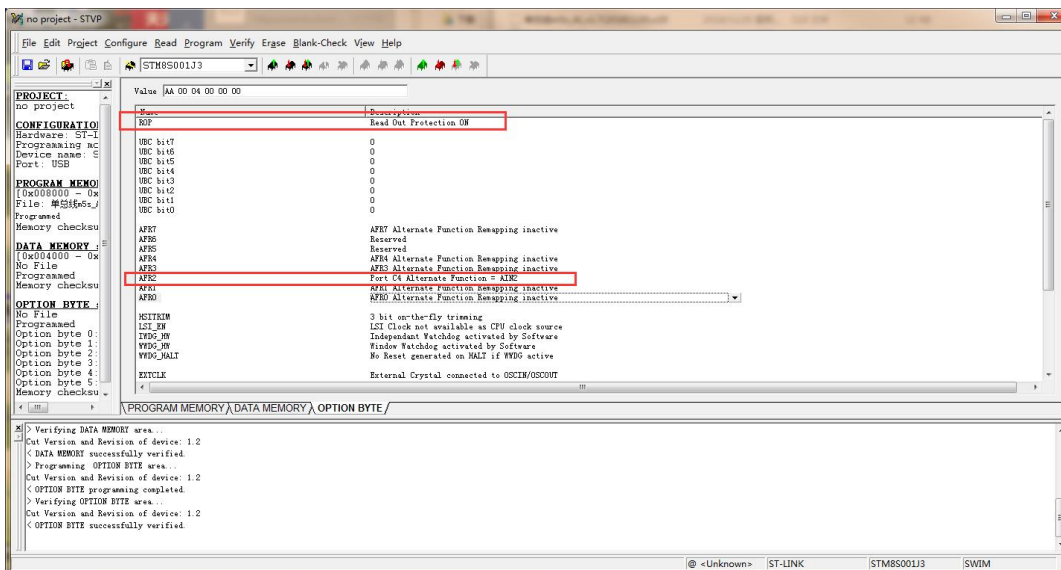 no project - STVP
File Edit Project Configure Read Program Verify Erase Blank-Check View Help
STM8S001J3
PROJECT:
no project
CONFIGURATIO
Hardware: ST-L
Programming mo
Device name: S
Port: USB
PROGRAM MEMO
[0x008000 - 0x
File: 单总线m5s_
Programmed
Memory checksu
DATA MEMORY :
[0x004000 - 0x
No File
Programmed
Memory checksu
OPTION BYTE :
No File
Programmed
Option byte 0:
Option byte 1:
Option byte 2:
Option byte 3:
Option byte 4:
Option byte 5:
Memory checksu
Value AA 00 04 00 00 00
Name Description
ROP Read Out Protection ON
UBC bit7 0
UBC bit6 0
UBC bit5 0
UBC bit4 0
UBC bit3 0
UBC bit2 0
UBC bit1 0
UBC bit0 0
AFR7 AFR7 Alternate Function Remapping inactive
AFR6 Reserved
AFR5 Reserved
AFR4 AFR4 Alternate Function Remapping inactive
AFR3 AFR3 Alternate Function Remapping inactive
AFR2 Port C4 Alternate Function = AIN2
AFR1 AFR1 Alternate Function Remapping inactive
AFR0 AFR0 Alternate Function Remapping inactive
HSITRIM 3 bit on-the-fly trimming
LSI_EN LSI Clock not available as CPU clock source
IWDG_HW Independant Watchdog activated by Software
WWDG_HW Window Watchdog activated by Software
WWDG_HALT No Reset generated on HALT if WWDG active
EXTCLK External Crystal connected to OSCIN/OSCOUT
PROGRAM MEMORY DATA MEMORY OPTION BYTE
> Verifying DATA MEMORY area...
Cut Version and Revision of device: 1.2
< DATA MEMORY successfully verified.
> Programming OPTION BYTE area...
Cut Version and Revision of device: 1.2
< OPTION BYTE programming completed.
> Verifying OPTION BYTE area...
Cut Version and Revision of device: 1.2
< OPTION BYTE successfully verified.
@ <Unknown> ST-LINK STM8S001J3 SWIM